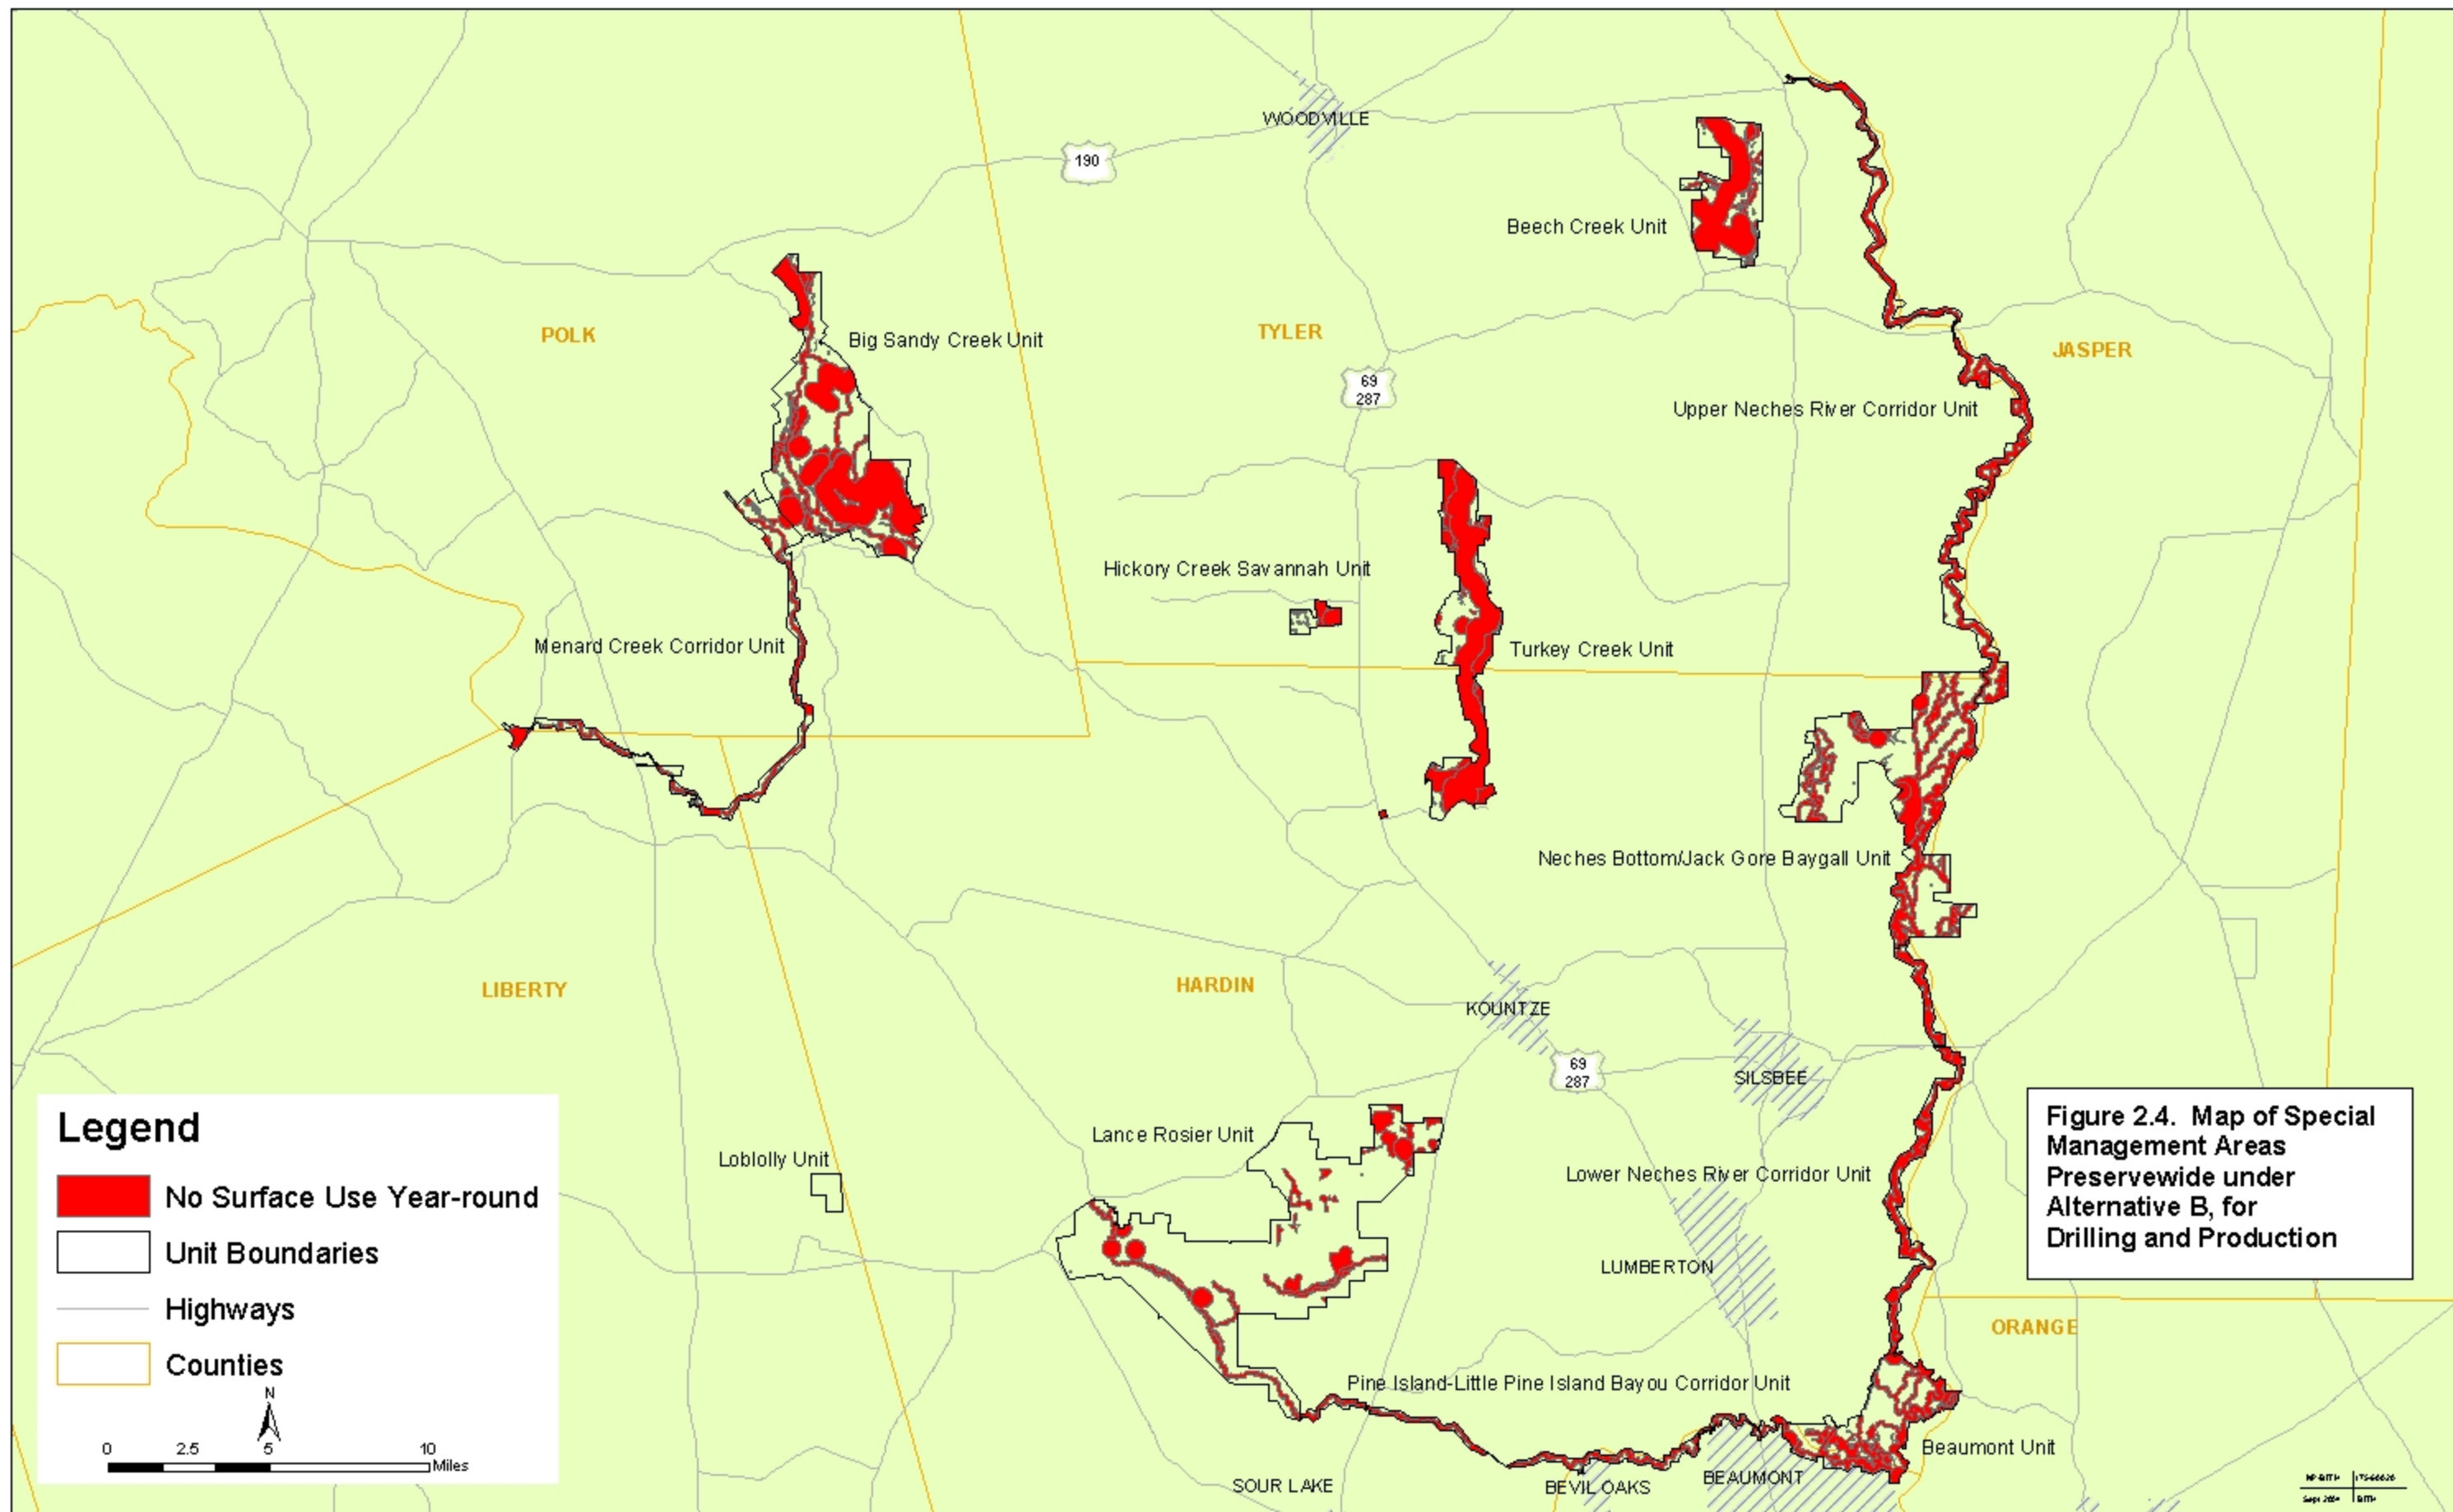 WOODVILLE
190
Beech Creek Unit
POLK
Big Sandy Creek Unit
TYLER
JASPER
69
287
Upper Neches River Corridor Unit
Hickory Creek Savannah Unit
Menard Creek Corridor Unit
Turkey Creek Unit
Neches Bottom/Jack Gore Baygall Unit
LIBERTY
HARDIN
KOUNTZE
69
287
SILSBEE
Lance Rosier Unit
Loblolly Unit
Lower Neches River Corridor Unit
LUMBERTON
ORANGE
Pine Island-Little Pine Island Bayou Corridor Unit
Beaumont Unit
SOUR LAKE
BEVIL OAKS
BEAUMONT
Legend
No Surface Use Year-round
Unit Boundaries
Highways
Counties
N
0 2.5 5 10
Miles
Figure 2.4. Map of Special
Management Areas
Preservewide under
Alternative B, for
Drilling and Production